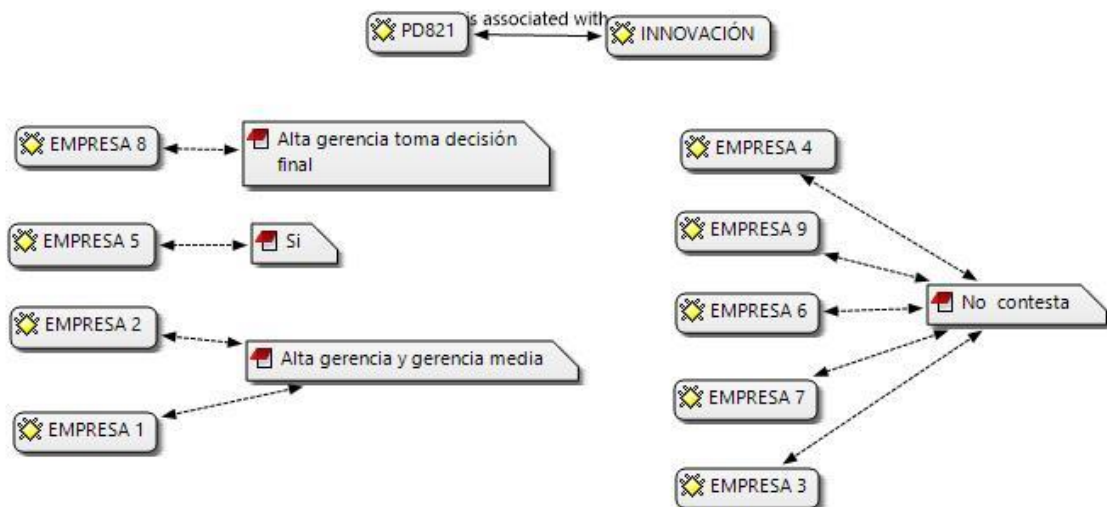 is associated with
PD821
INNOVACIÓN
EMPRESA 8
Alta gerencia toma decisión
final
EMPRESA 5
Si
EMPRESA 2
Alta gerencia y gerencia media
EMPRESA 1
EMPRESA 4
EMPRESA 9
EMPRESA 6
No contesta
EMPRESA 7
EMPRESA 3